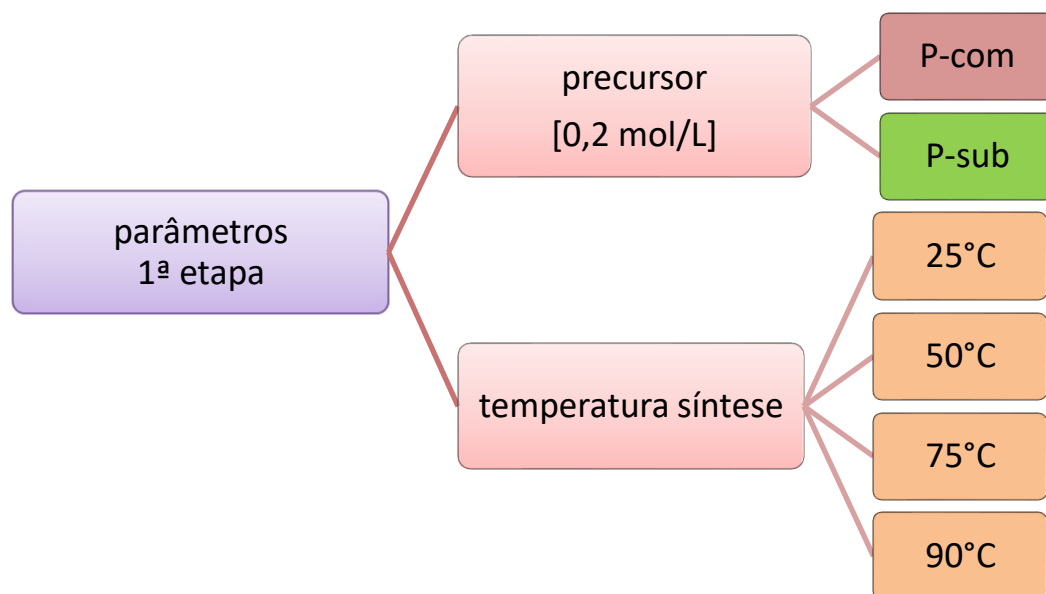 parâmetros
1ª etapa
precursor
[0,2 mol/L]
P-com
P-sub
temperatura síntese
25°C
50°C
75°C
90°C